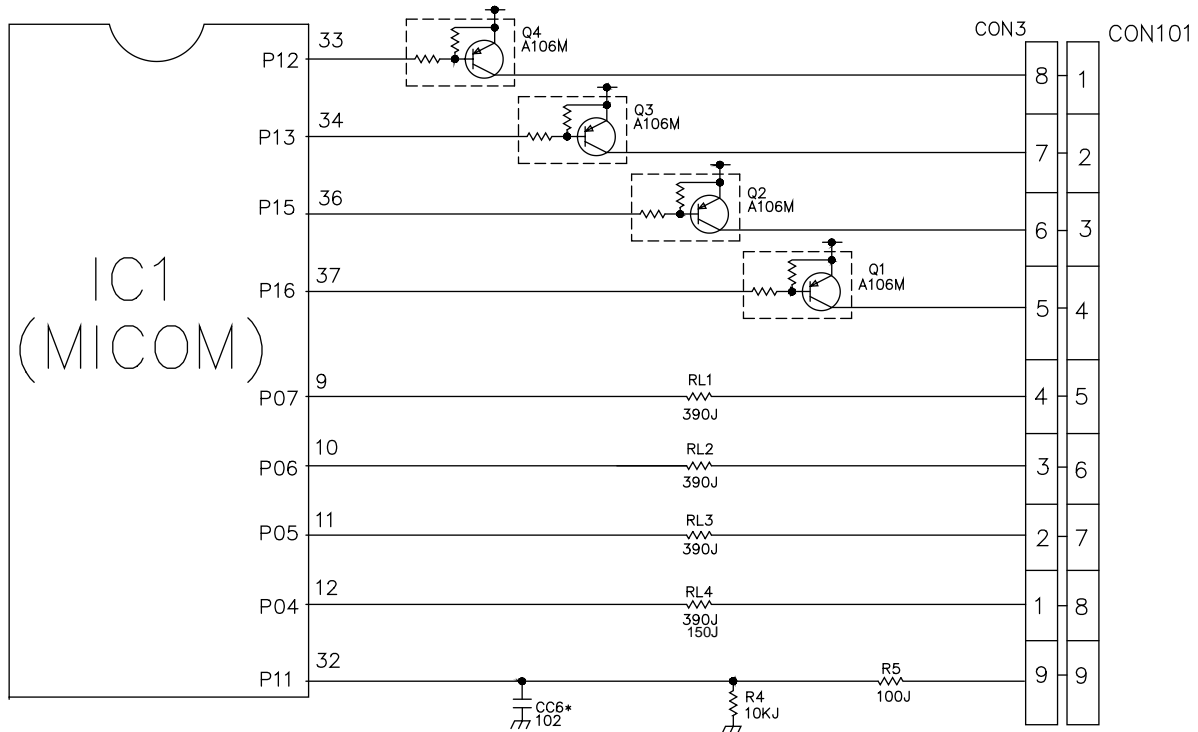 CON3
CON101
IC1
(MICOM)
P12
33
Q4
A106M
8
1
P13
34
Q3
A106M
7
2
P15
36
Q2
A106M
6
3
P16
37
Q1
A106M
5
4
P07
9
RL1
390J
4
5
P06
10
RL2
390J
3
6
P05
11
RL3
390J
2
7
P04
12
RL4
390J
150J
1
8
P11
32
CC6*
102
R4
10KJ
R5
100J
9
9